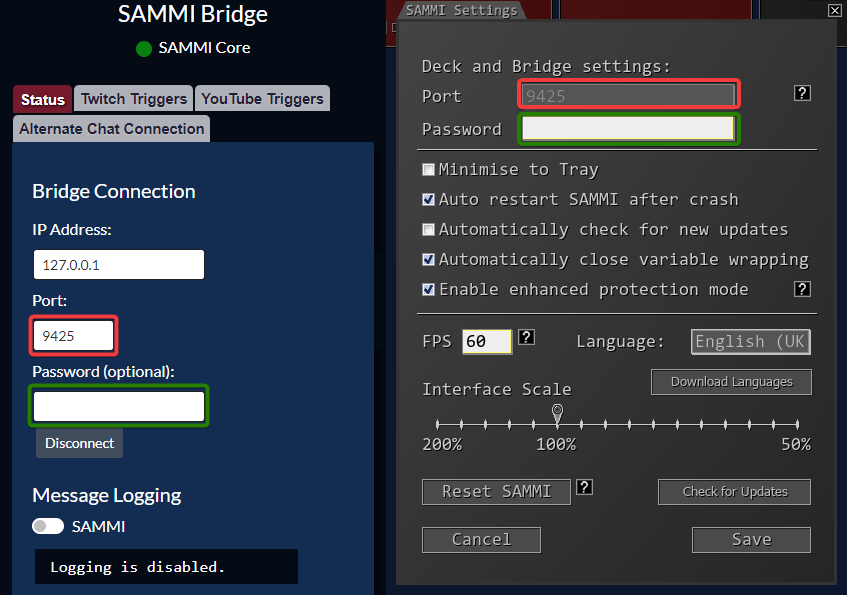 SAMMI Bridge
SAMMI Core
Status
Twitch Triggers
YouTube Triggers
Alternate Chat Connection
Bridge Connection
IP Address:
127.0.0.1
Port:
9425
Password (optional):
Disconnect
Message Logging
SAMMI
Logging is disabled.
SAMMI Settings
Deck and Bridge settings:
Port
9425
?
Password
Minimise to Tray
Auto restart SAMMI after crash
Automatically check for new updates
Automatically close variable wrapping
Enable enhanced protection mode
?
FPS
60
?
Language:
English (UK
Download Languages
Interface Scale
200%
100%
50%
Reset SAMMI
?
Check for Updates
Cancel
Save